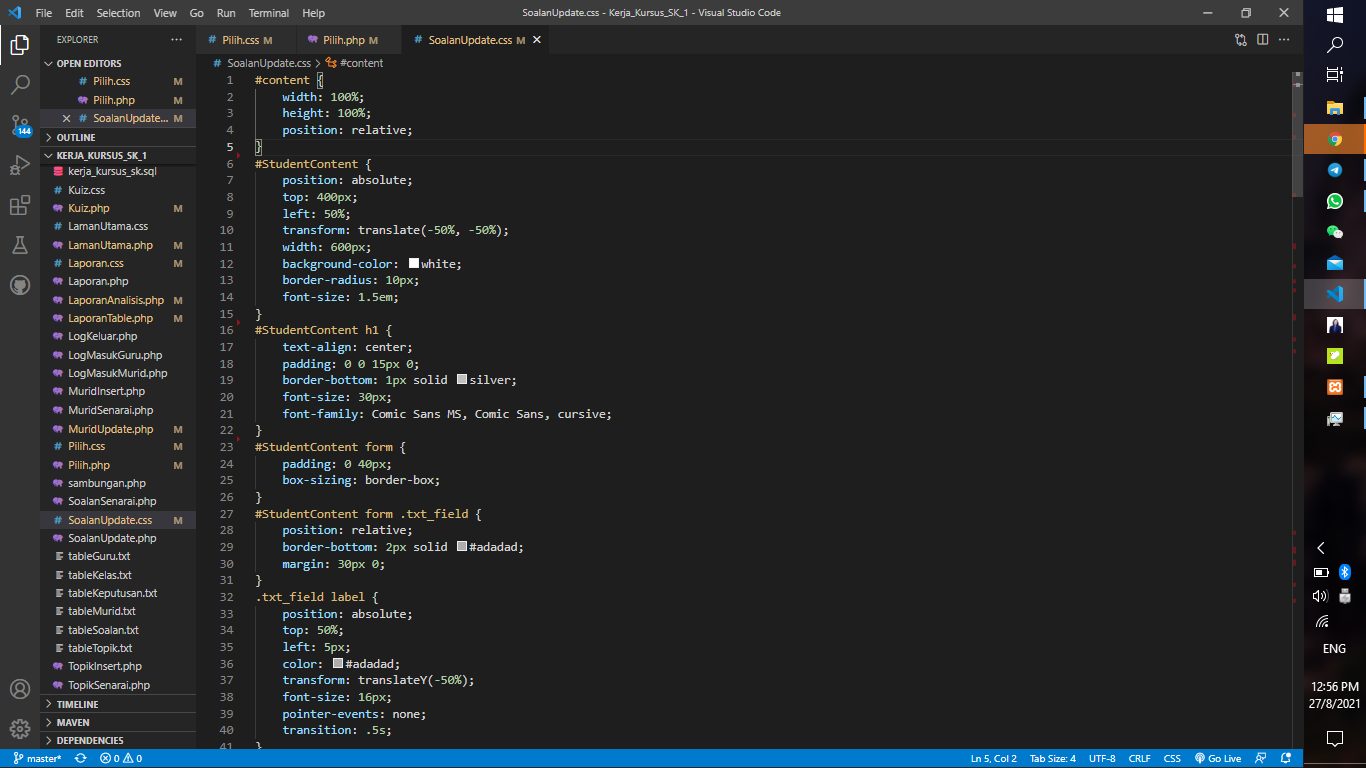 File Edit Selection View Go Run Terminal Help
SoalanUpdate.css - Kerja_Kursus_SK_1 - Visual Studio Code
EXPLORER
OPEN EDITORS
Pilih.css M
Pilih.php M
SoalanUpdate... M
OUTLINE
KERJA_KURSUS_SK_1
kerja_kursus_sk.sql
Kuiz.css
Kuiz.php M
LamanUtama.css
LamanUtama.php M
Laporan.css M
Laporan.php
LaporanAnalisis.php M
LaporanTable.php M
LogKeluar.php
LogMasukGuru.php
LogMasukMurid.php
MuridInsert.php
MuridSenarai.php
MuridUpdate.php M
Pilih.css M
Pilih.php M
sambungan.php
SoalanSenarai.php
SoalanUpdate.css M
SoalanUpdate.php
tableGuru.txt
tableKelas.txt
tableKeputusan.txt
tableMurid.txt
tableSoalan.txt
tableTopik.txt
TopikInsert.php
TopikSenarai.php
TIMELINE
MAVEN
DEPENDENCIES
144
Pilih.css M
Pilih.php M
SoalanUpdate.css M
SoalanUpdate.css > #content
1 #content {
2 width: 100%;
3 height: 100%;
4 position: relative;
5 }
6 #StudentContent {
7 position: absolute;
8 top: 400px;
9 left: 50%;
10 transform: translate(-50%, -50%);
11 width: 600px;
12 background-color: white;
13 border-radius: 10px;
14 font-size: 1.5em;
15 }
16 #StudentContent h1 {
17 text-align: center;
18 padding: 0 0 15px 0;
19 border-bottom: 1px solid silver;
20 font-size: 30px;
21 font-family: Comic Sans MS, Comic Sans, cursive;
22 }
23 #StudentContent form {
24 padding: 0 40px;
25 box-sizing: border-box;
26 }
27 #StudentContent form .txt_field {
28 position: relative;
29 border-bottom: 2px solid #adadad;
30 margin: 30px 0;
31 }
32 .txt_field label {
33 position: absolute;
34 top: 50%;
35 left: 5px;
36 color: #adadad;
37 transform: translateY(-50%);
38 font-size: 16px;
39 pointer-events: none;
40 transition: .5s;
41 }
master* 0 0
Ln 5, Col 2 Tab Size: 4 UTF-8 CRLF CSS Go Live
ENG
12:56 PM
27/8/2021